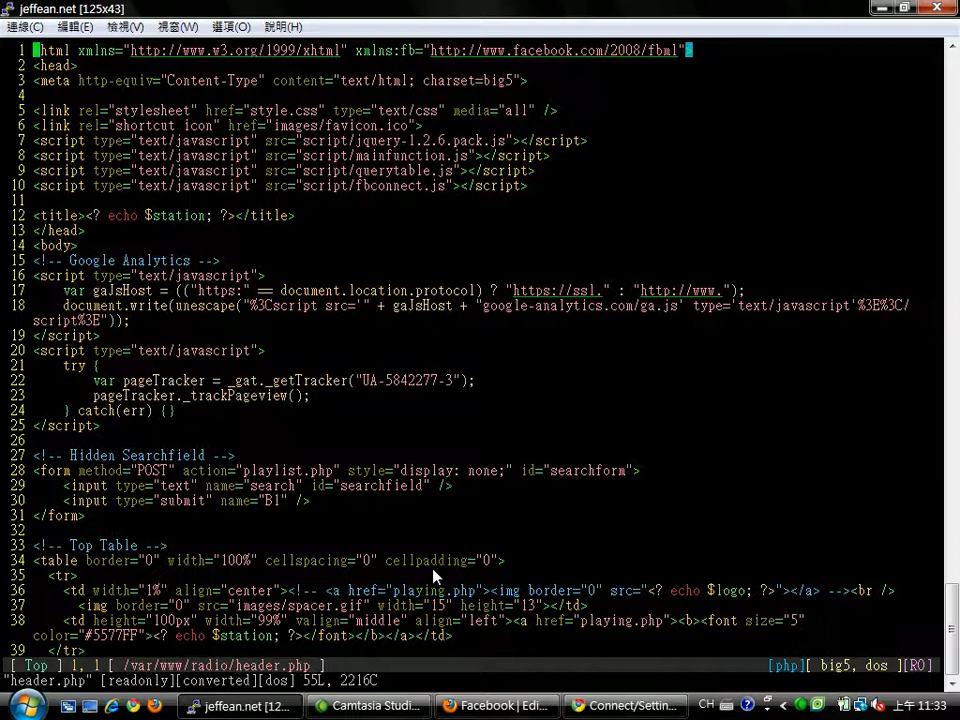 jeffean.net [125x43]
連線(C) 編輯(E) 檢視(V) 視窗(W) 選項(O) 說明(H)
1 <html xmlns="http://www.w3.org/1999/xhtml" xmlns:fb="http://www.facebook.com/2008/fbml">
2 <head>
3 <meta http-equiv="Content-Type" content="text/html; charset=big5">
4
5 <link rel="stylesheet" href="style.css" type="text/css" media="all" />
6 <link rel="shortcut icon" href="images/favicon.ico">
7 <script type="text/javascript" src="script/jquery-1.2.6.pack.js"></script>
8 <script type="text/javascript" src="script/mainfunction.js"></script>
9 <script type="text/javascript" src="script/querytable.js"></script>
10 <script type="text/javascript" src="script/fbconnect.js"></script>
11
12 <title><? echo $station; ?></title>
13 </head>
14 <body>
15 <!-- Google Analytics -->
16 <script type="text/javascript">
17 var gaJsHost = (("https:" == document.location.protocol) ? "https://ssl." : "http://www.");
18 document.write(unescape("%3Cscript src='" + gaJsHost + "google-analytics.com/ga.js' type='text/javascript'%3E%3C/
script%3E"));
19 </script>
20 <script type="text/javascript">
21 try {
22 var pageTracker = _gat._getTracker("UA-5842277-3");
23 pageTracker._trackPageview();
24 } catch(err) {}
25 </script>
26
27 <!-- Hidden Searchfield -->
28 <form method="POST" action="playlist.php" style="display: none;" id="searchform">
29 <input type="text" name="search" id="searchfield" />
30 <input type="submit" name="B1" />
31 </form>
32
33 <!-- Top Table -->
34 <table border="0" width="100%" cellspacing="0" cellpadding="0">
35 <tr>
36 <td width="1%" align="center"><!-- <a href="playing.php"><img border="0" src="<? echo $logo; ?>"></a> --><br />
37 <img border="0" src="images/spacer.gif" width="15" height="13"></td>
38 <td height="100px" width="99%" valign="middle" align="left"><a href="playing.php"><b><font size="5"
color="#5577FF"><? echo $station; ?></font></b></a></td>
39 </tr>
[ Top ] 1, 1 [ /var/www/radio/header.php ] [php][ big5, dos ][RO]
"header.php" [readonly][converted][dos] 55L, 2216C
jeffean.net [12... Camtasia Studi... Facebook | Edi... Connect/Settin... CH 上午 11:33